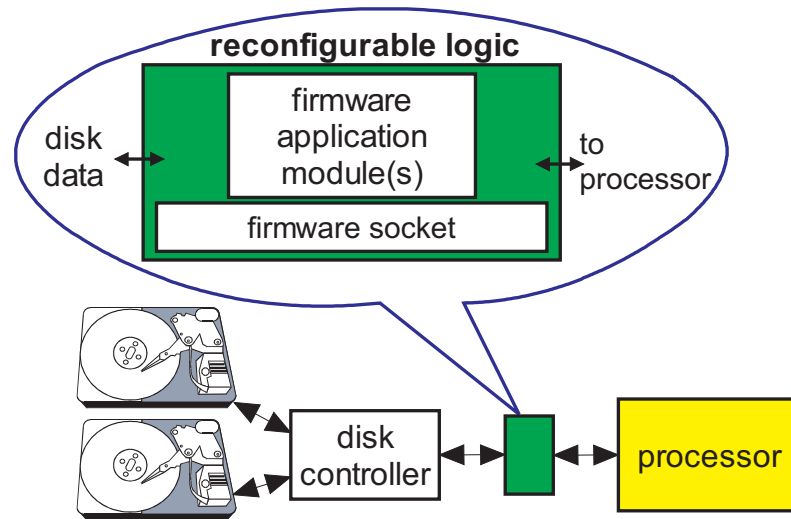 reconfigurable logic
firmware
application
module(s)
disk
data
to
processor
firmware socket
disk
controller
processor